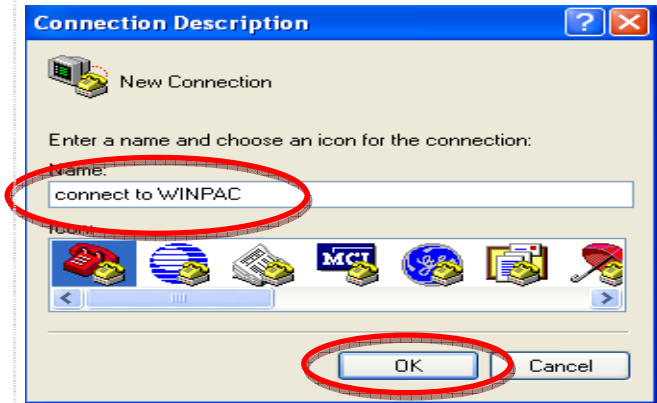 Connection Description
New Connection
Enter a name and choose an icon for the connection:
Name:
connect to WINPAC
Icon:
MCI
OK
Cancel